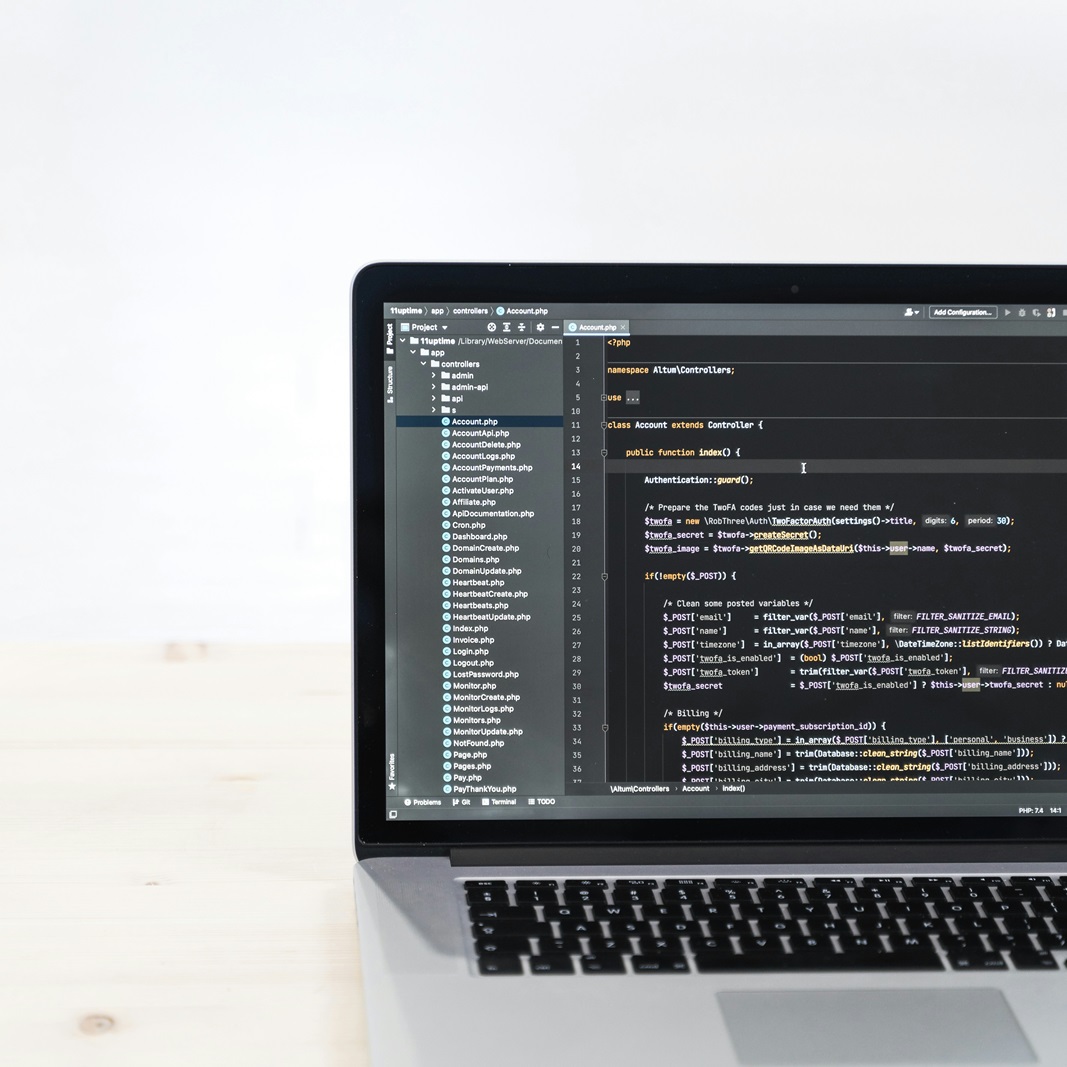 11uptime app controllers Account.php
Add Configuration...
Project
Account.php
Project
Structure
Favorites
11uptime /Library/WebServer/Documen
app
controllers
admin
admin-api
api
s
Account.php
AccountApi.php
AccountDelete.php
AccountLogs.php
AccountPayments.php
AccountPlan.php
ActivateUser.php
Affiliate.php
ApiDocumentation.php
Cron.php
Dashboard.php
DomainCreate.php
Domains.php
DomainUpdate.php
Heartbeat.php
HeartbeatCreate.php
Heartbeats.php
HeartbeatUpdate.php
Index.php
Invoice.php
Login.php
Logout.php
LostPassword.php
Monitor.php
MonitorCreate.php
MonitorLogs.php
Monitors.php
MonitorUpdate.php
NotFound.php
Page.php
Pages.php
Pay.php
PayThankYou.php
1 <?php
2
3 namespace Altum\Controllers;
4
5 use ...
10
11 class Account extends Controller {
12
13 public function index() {
14
15 Authentication::guard();
16
17 /* Prepare the TwoFA codes just in case we need them */
18 $twofa = new \RobThree\Auth\TwoFactorAuth(settings()->title, digits: 6, period: 30);
19 $twofa_secret = $twofa->createSecret();
20 $twofa_image = $twofa->getQRCodeImageAsDataUri($this->user->name, $twofa_secret);
21
22 if(!empty($_POST)) {
23
24 /* Clean some posted variables */
25 $_POST['email'] = filter_var($_POST['email'], filter: FILTER_SANITIZE_EMAIL);
26 $_POST['name'] = filter_var($_POST['name'], filter: FILTER_SANITIZE_STRING);
27 $_POST['timezone'] = in_array($_POST['timezone'], \DateTimeZone::listIdentifiers()) ? Da
28 $_POST['twofa_is_enabled'] = (bool) $_POST['twofa_is_enabled'];
29 $_POST['twofa_token'] = trim(filter_var($_POST['twofa_token'], filter: FILTER_SANITIZE
30 $twofa_secret = $_POST['twofa_is_enabled'] ? $this->user->twofa_secret : nu
31
32 /* Billing */
33 if(empty($this->user->payment_subscription_id)) {
34 $_POST['billing_type'] = in_array($_POST['billing_type'], ['personal', 'business']) ?
35 $_POST['billing_name'] = trim(Database::clean_string($_POST['billing_name']));
36 $_POST['billing_address'] = trim(Database::clean_string($_POST['billing_address']));
\Altum\Controllers Account index()
Problems Git Terminal TODO
PHP: 7.4 14:1
esc
Q W E R T Y U I O P
A S D F G H J K L
Z X C V B N M